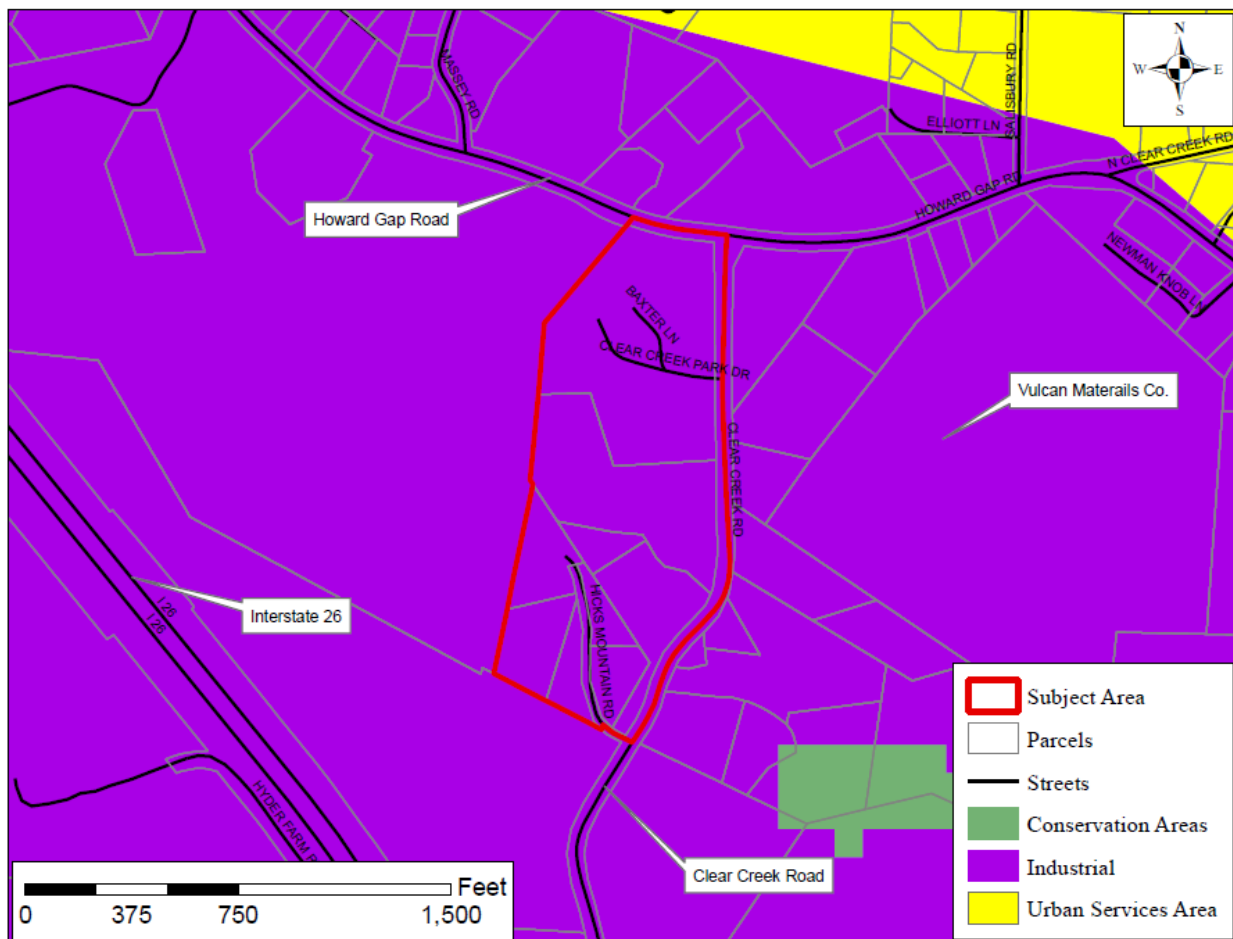 N
W E
S
MASSEY RD
SALISBURY RD
ELLIOTT LN
N CLEAR CREEK RD
HOWARD GAP RD
Howard Gap Road
NEWMAN KNOB LN
BAXTER LN
CLEAR CREEK PARK DR
Vulcan Materails Co.
CLEAR CREEK RD
I 26
I 26
Interstate 26
HICKS MOUNTAIN RD
HYDER FARM R
Clear Creek Road
Subject Area
Parcels
Streets
Conservation Areas
Industrial
Urban Services Area
Feet
0 375 750 1,500